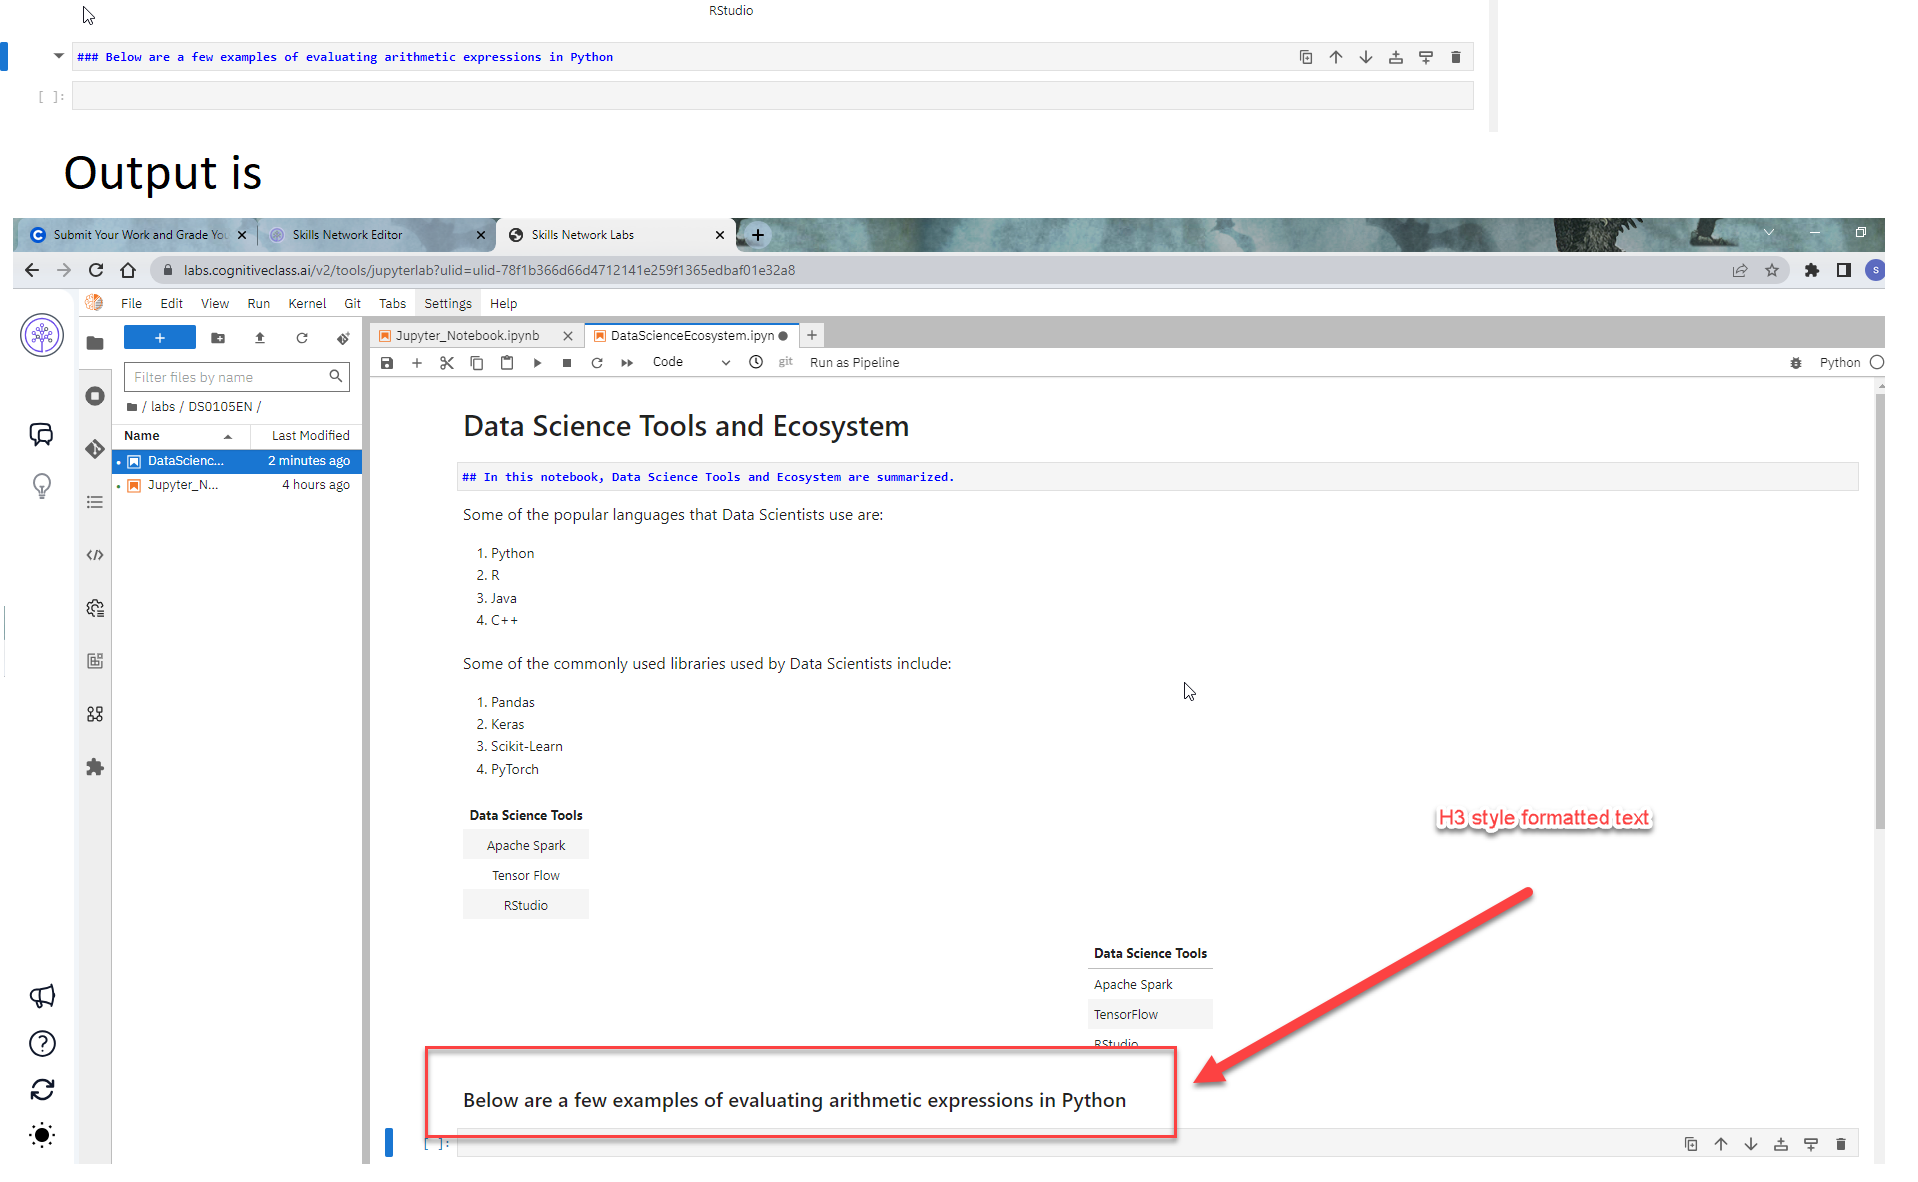 RStudio
### Below are a few examples of evaluating arithmetic expressions in Python
[ ]:
Output is
Submit Your Work and Grade You
Skills Network Editor
Skills Network Labs
labs.cognitiveclass.ai/v2/tools/jupyterlab?ulid=ulid-78f1b366d66d4712141e259f1365edbaf01e32a8
S
File Edit View Run Kernel Git Tabs Settings Help
Jupyter_Notebook.ipynb
DataScienceEcosystem.ipyn
Code
git
Run as Pipeline
Python
Filter files by name
/ labs / DS0105EN /
Name Last Modified
DataScienc... 2 minutes ago
Jupyter_N... 4 hours ago
Data Science Tools and Ecosystem
## In this notebook, Data Science Tools and Ecosystem are summarized.
Some of the popular languages that Data Scientists use are:
1. Python
2. R
3. Java
4. C++
Some of the commonly used libraries used by Data Scientists include:
1. Pandas
2. Keras
3. Scikit-Learn
4. PyTorch
Data Science Tools
Apache Spark
Tensor Flow
RStudio
H3 style formatted text
Data Science Tools
Apache Spark
TensorFlow
RStudio
Below are a few examples of evaluating arithmetic expressions in Python
[ ]: